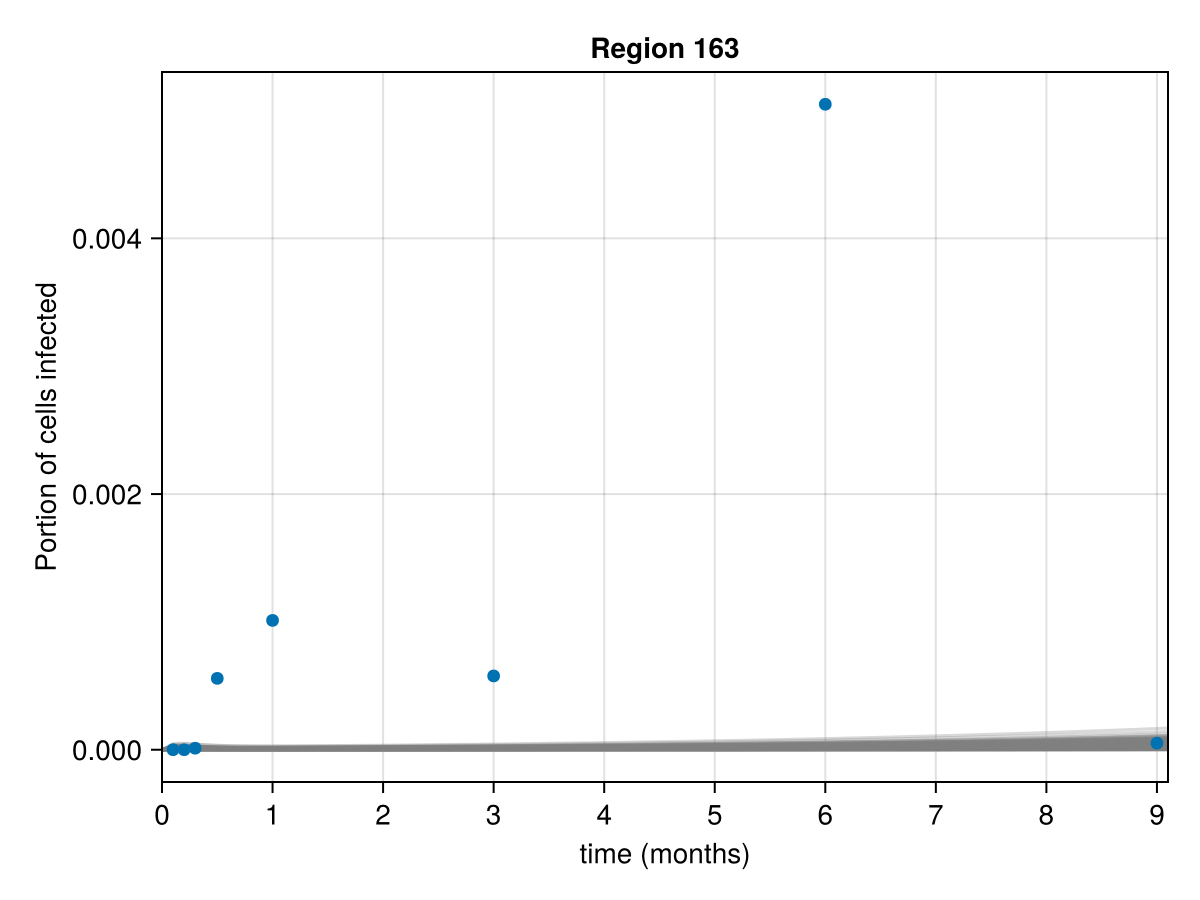 Region 163
Portion of cells infected
0.004
0.002
0.000
0 1 2 3 4 5 6 7 8 9
time (months)